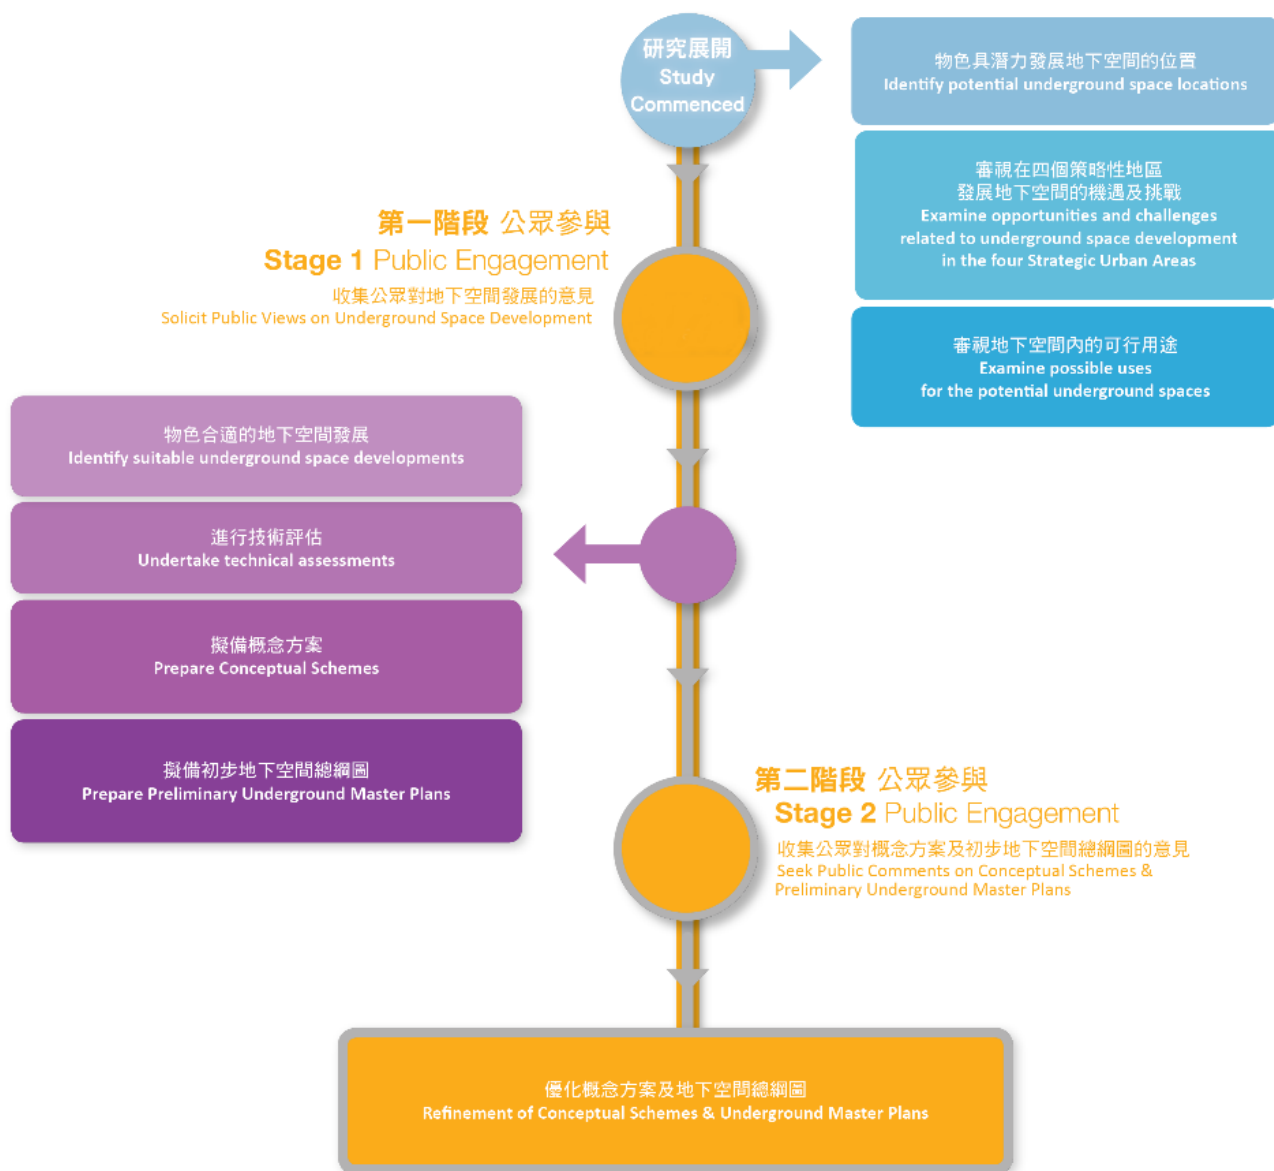 研究展開
Study
Commenced
物色具潛力發展地下空間的位置
Identify potential underground space locations
審視在四個策略性地區
發展地下空間的機遇及挑戰
Examine opportunities and challenges
related to underground space development
in the four Strategic Urban Areas
審視地下空間內的可行用途
Examine possible uses
for the potential underground spaces
第一階段 公眾參與
Stage 1 Public Engagement
收集公眾對地下空間發展的意見
Solicit Public Views on Underground Space Development
物色合適的地下空間發展
Identify suitable underground space developments
進行技術評估
Undertake technical assessments
擬備概念方案
Prepare Conceptual Schemes
擬備初步地下空間總綱圖
Prepare Preliminary Underground Master Plans
第二階段 公眾參與
Stage 2 Public Engagement
收集公眾對概念方案及初步地下空間總綱圖的意見
Seek Public Comments on Conceptual Schemes &
Preliminary Underground Master Plans
優化概念方案及地下空間總綱圖
Refinement of Conceptual Schemes & Underground Master Plans